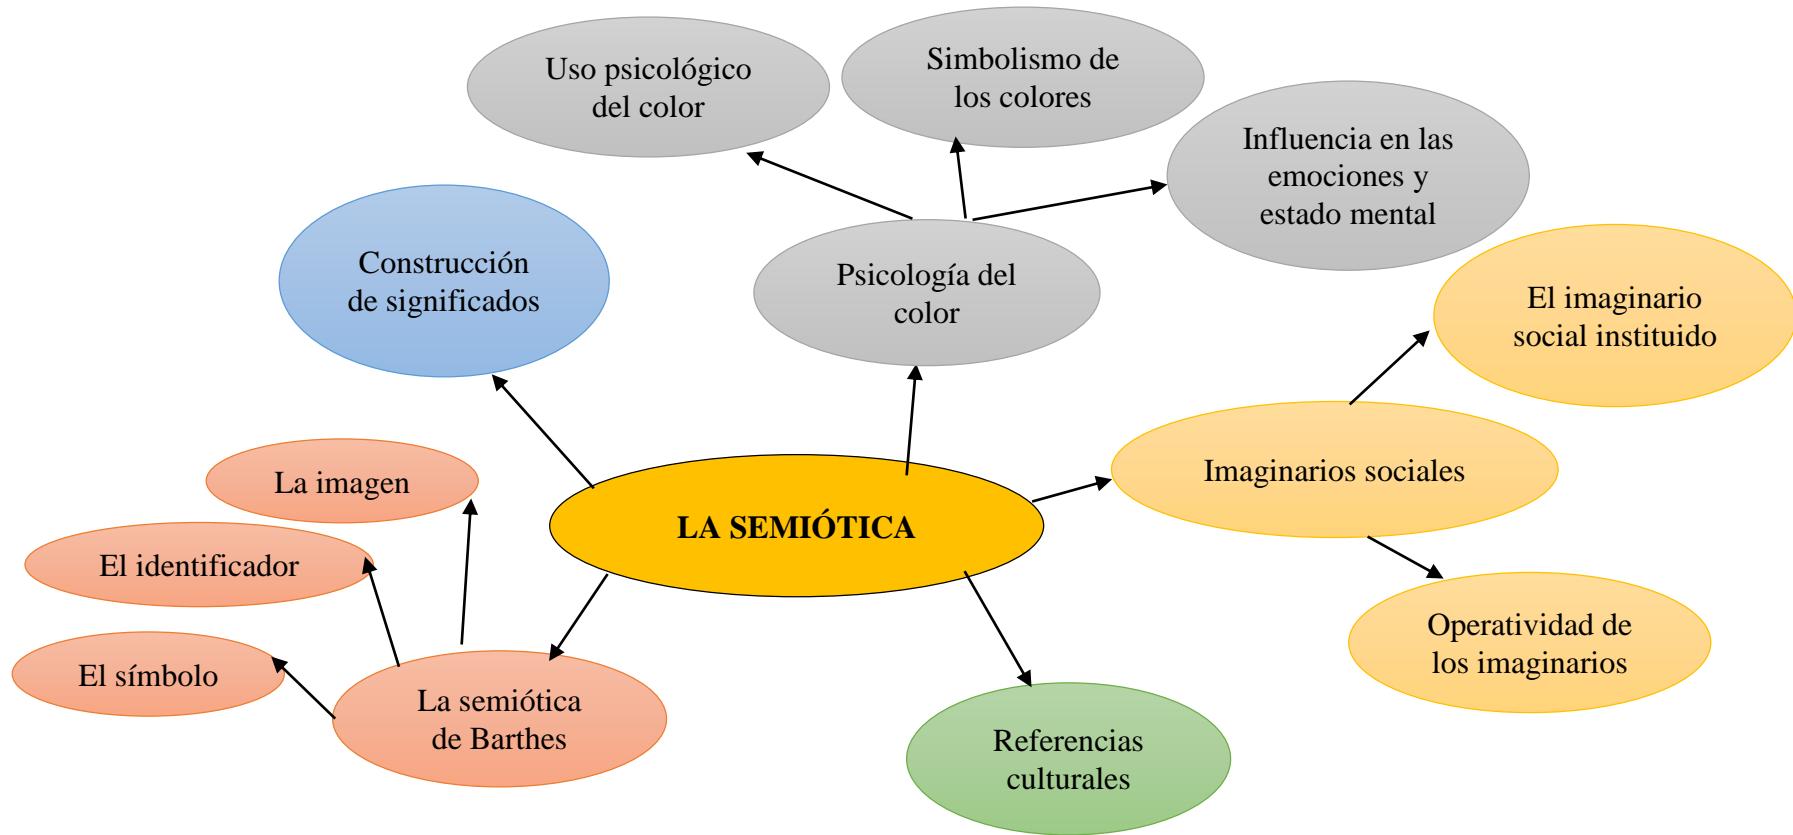 Uso psicológico
del color
Simbolismo de
los colores
Influencia en las
emociones y
estado mental
Construcción
de significados
Psicología del
color
El imaginario
social instituido
La imagen
Imaginarios sociales
LA SEMIÓTICA
El identificador
El símbolo
Operatividad de
los imaginarios
La semiótica
de Barthes
Referencias
culturales